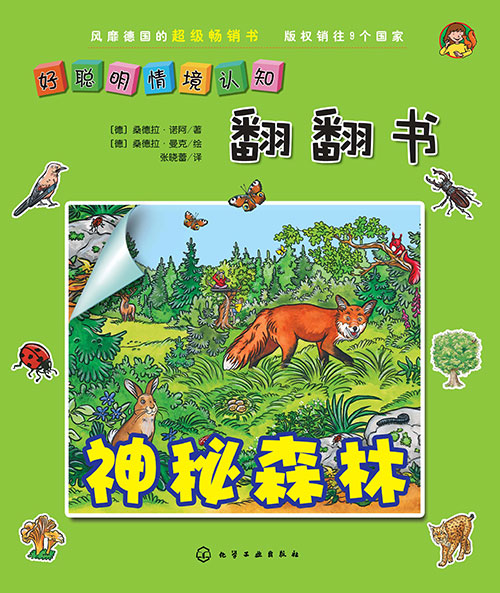 风靡德国的超级畅销书 版权销往9个国家
好聪明情境认知
[德] 桑德拉·诺阿/著
[德] 桑德拉·曼克/绘
张晓蕾/译
翻翻书
神秘森林
化学工业出版社